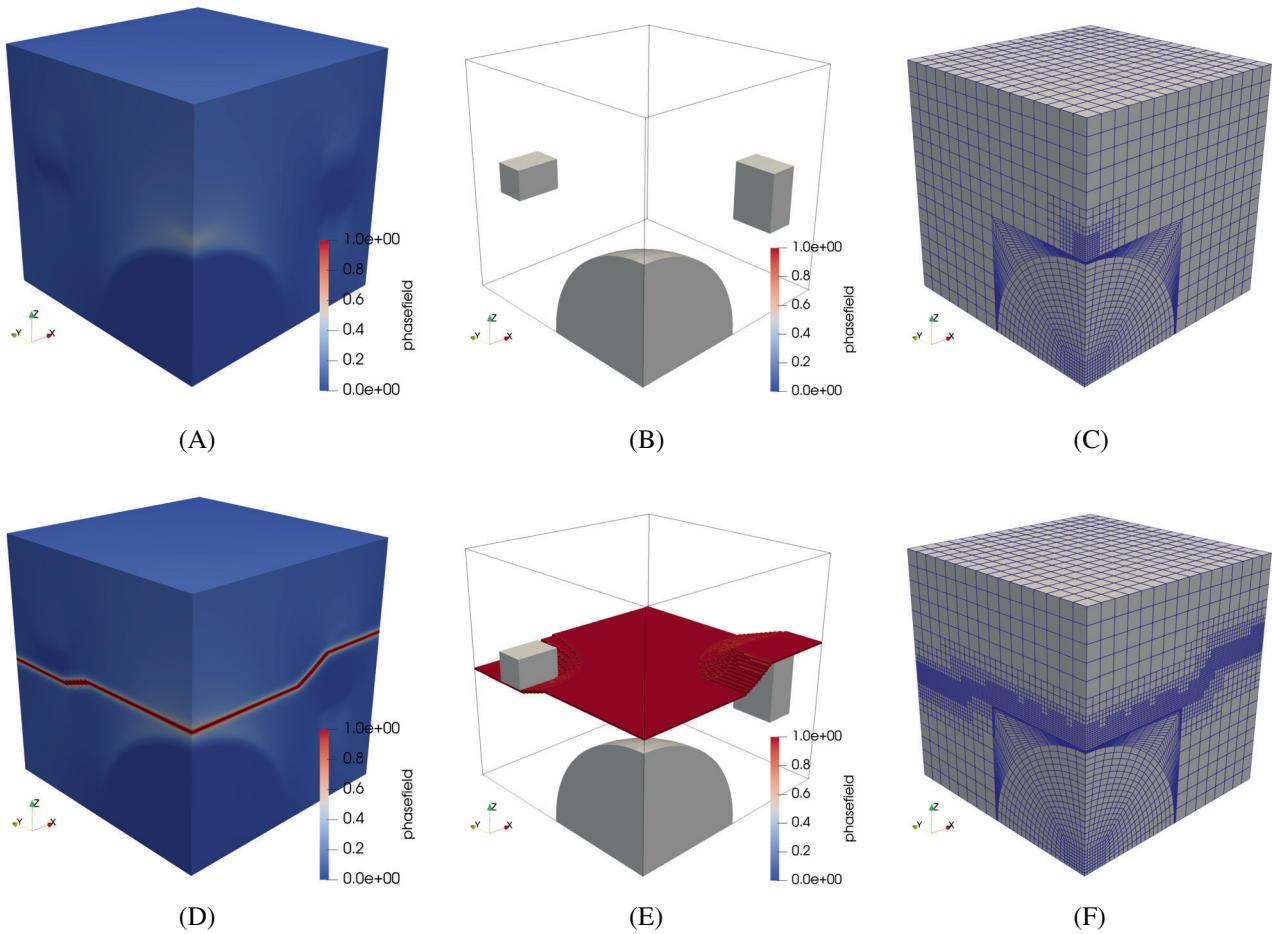 1.0e+00
0.8
0.6
0.4
0.2
0.0e+00
phasefield
Z
Y
X
(A)
1.0e+00
0.8
0.6
0.4
0.2
0.0e+00
phasefield
Z
Y
X
(B)
Z
Y
X
(C)
1.0e+00
0.8
0.6
0.4
0.2
0.0e+00
phasefield
Z
Y
X
(D)
1.0e+00
0.8
0.6
0.4
0.2
0.0e+00
phasefield
Z
Y
X
(E)
Z
Y
X
(F)